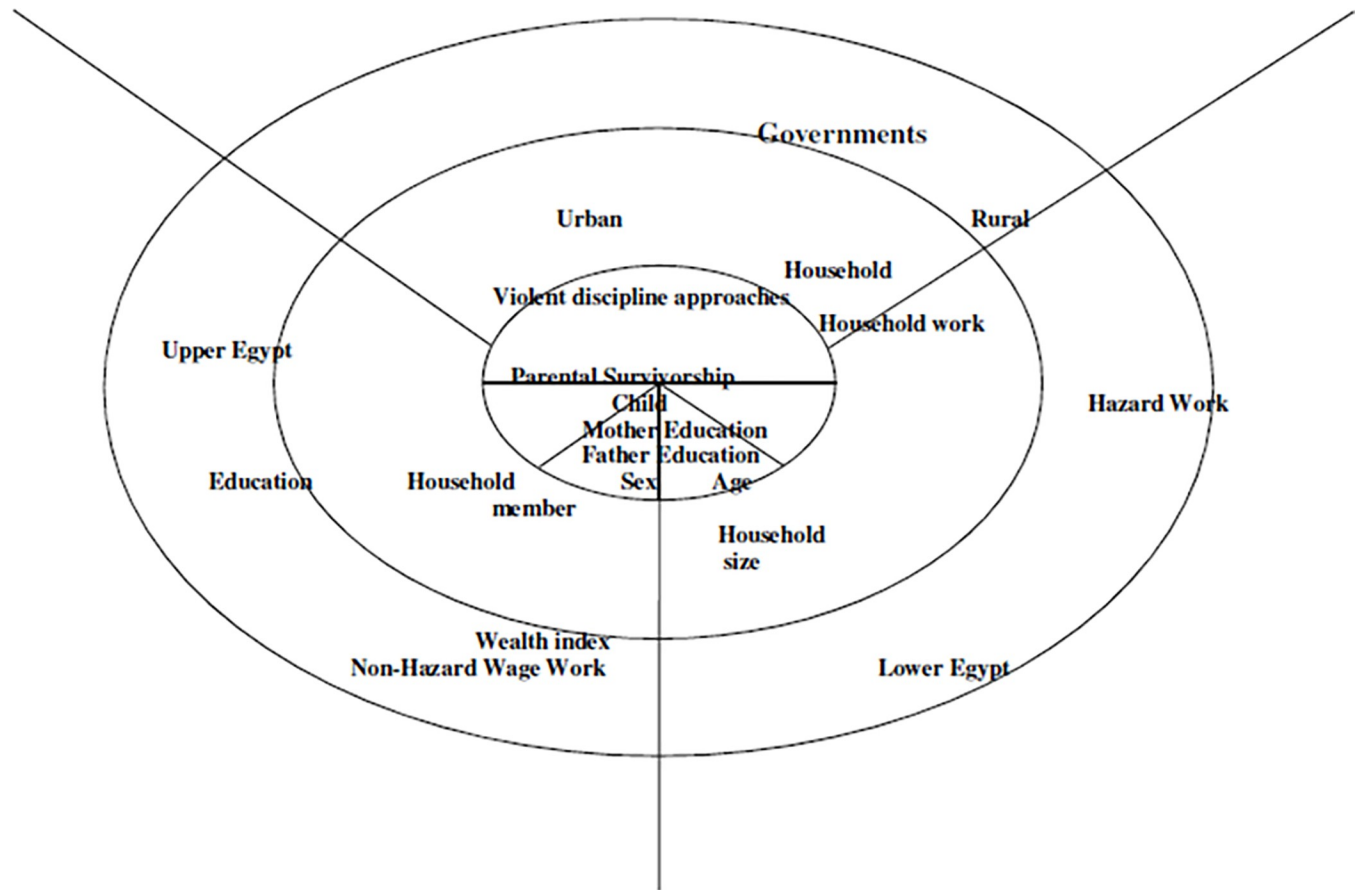 Governments
Urban
Rural
Household
Violent discipline approaches
Household work
Upper Egypt
Parental Survivorship
Child
Hazard Work
Mother Education
Father Education
Education
Household
member
Sex
Age
Household
size
Wealth index
Non-Hazard Wage Work
Lower Egypt